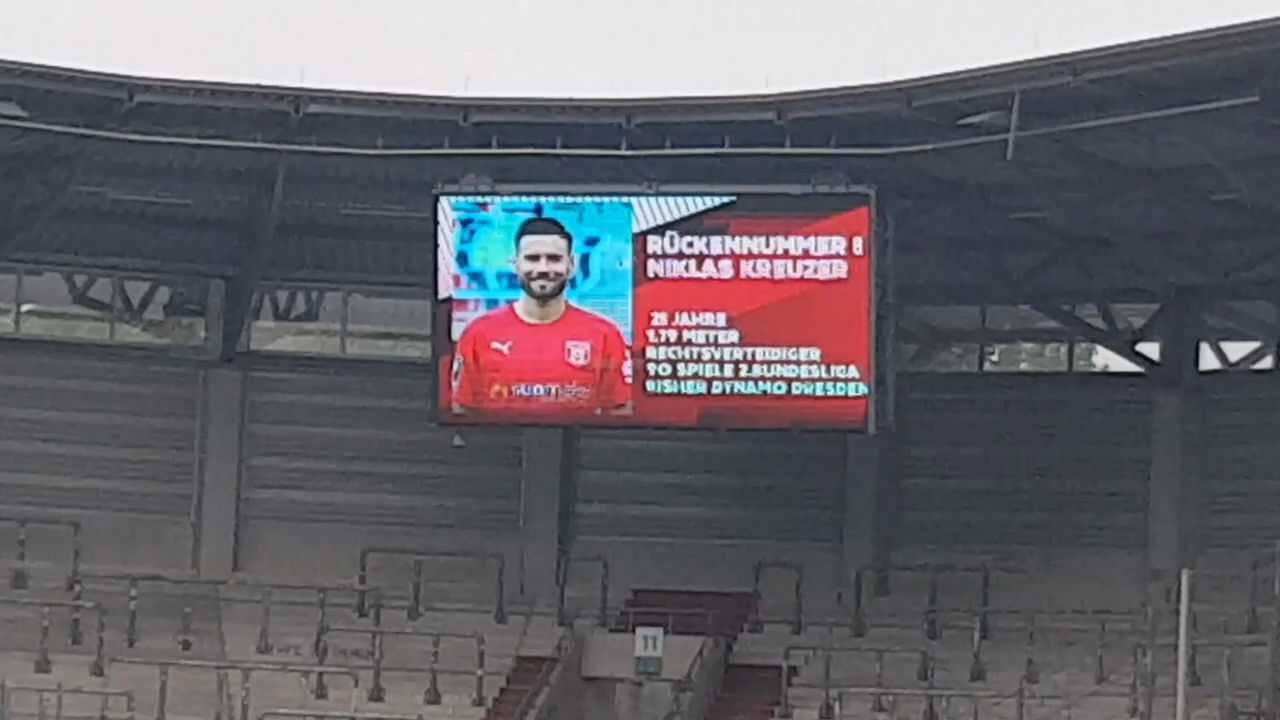 RÜCKENNUMMER 8
NIKLAS KREUZER
28 JAHRE
1.79 METER
RECHTSVERTEIDIGER
90 SPIELE 2.BUNDESLIGA
BISHER DYNAMO DRESDEN
11